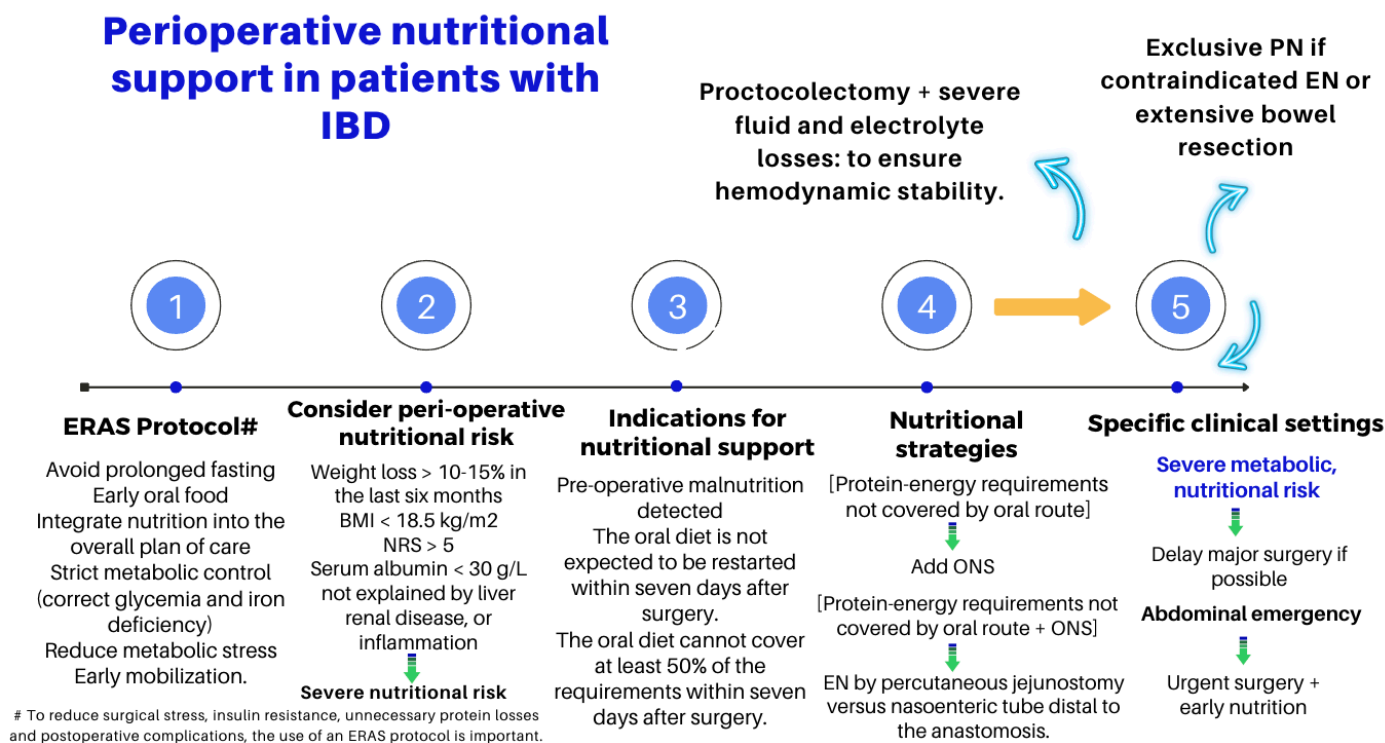 Perioperative nutritional
support in patients with
IBD
Proctocolectomy + severe
fluid and electrolyte
losses: to ensure
hemodynamic stability.
Exclusive PN if
contraindicated EN or
extensive bowel
resection
1
2
3
4
5
ERAS Protocol#
Avoid prolonged fasting
Early oral food
Integrate nutrition into the
overall plan of care
Strict metabolic control
(correct glycemia and iron
deficiency)
Reduce metabolic stress
Early mobilization.
Consider peri-operative
nutritional risk
Weight loss > 10-15% in
the last six months
BMI < 18.5 kg/m2
NRS > 5
Serum albumin < 30 g/L
not explained by liver
renal disease, or
inflammation
Severe nutritional risk
Indications for
nutritional support
Pre-operative malnutrition
detected
The oral diet is not
expected to be restarted
within seven days after
surgery.
The oral diet cannot cover
at least 50% of the
requirements within seven
days after surgery.
Nutritional
strategies
[Protein-energy requirements
not covered by oral route]
Add ONS
[Protein-energy requirements not
covered by oral route + ONS]
EN by percutaneous jejunostomy
versus nasoenteric tube distal to
the anastomosis.
Specific clinical settings
Severe metabolic,
nutritional risk
Delay major surgery if
possible
Abdominal emergency
Urgent surgery +
early nutrition
# To reduce surgical stress, insulin resistance, unnecessary protein losses
and postoperative complications, the use of an ERAS protocol is important.